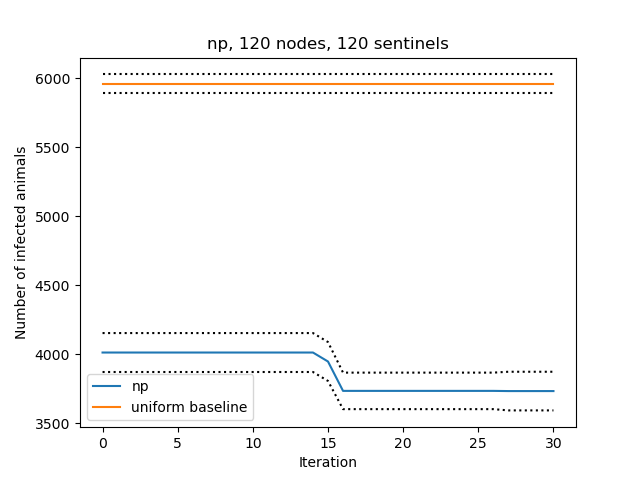 np, 120 nodes, 120 sentinels
Number of infected animals
6000
5500
5000
4500
4000
3500
np
uniform baseline
0 5 10 15 20 25 30
Iteration